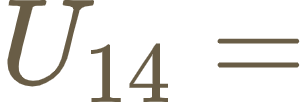 U₁₄ =